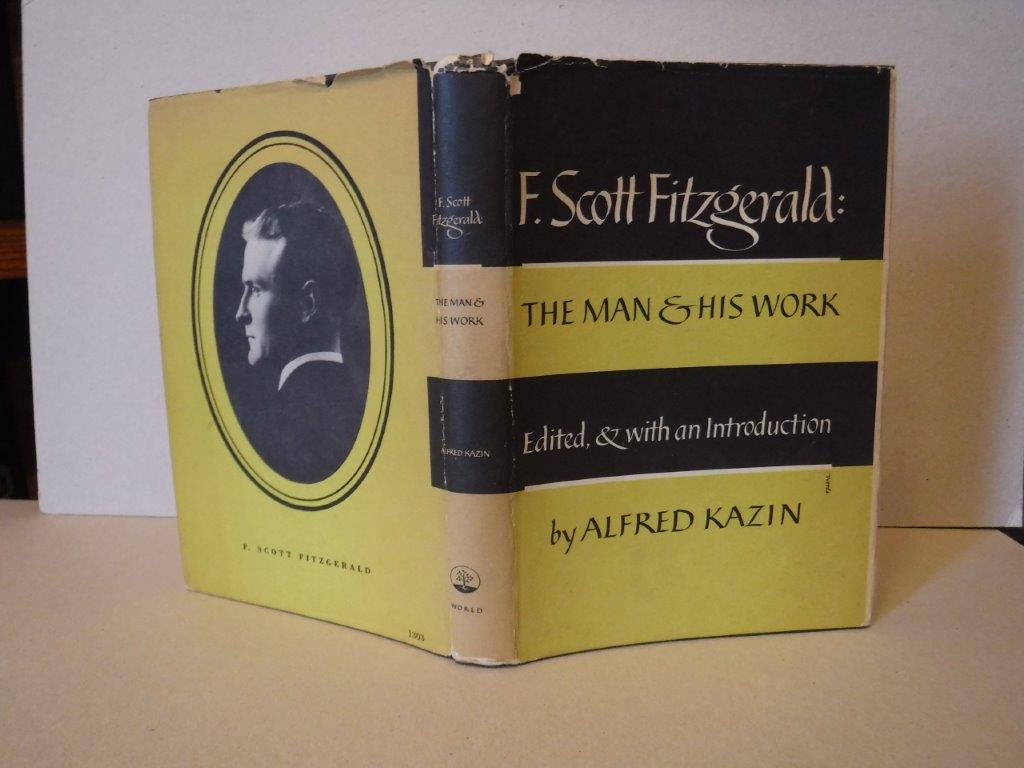 F. SCOTT FITZGERALD
1303
F. Scott
Fitzgerald:
THE MAN &
HIS WORK
ALFRED KAZIN
WORLD
F. Scott Fitzgerald:
THE MAN & HIS WORK
Edited, & with an Introduction
by ALFRED KAZIN